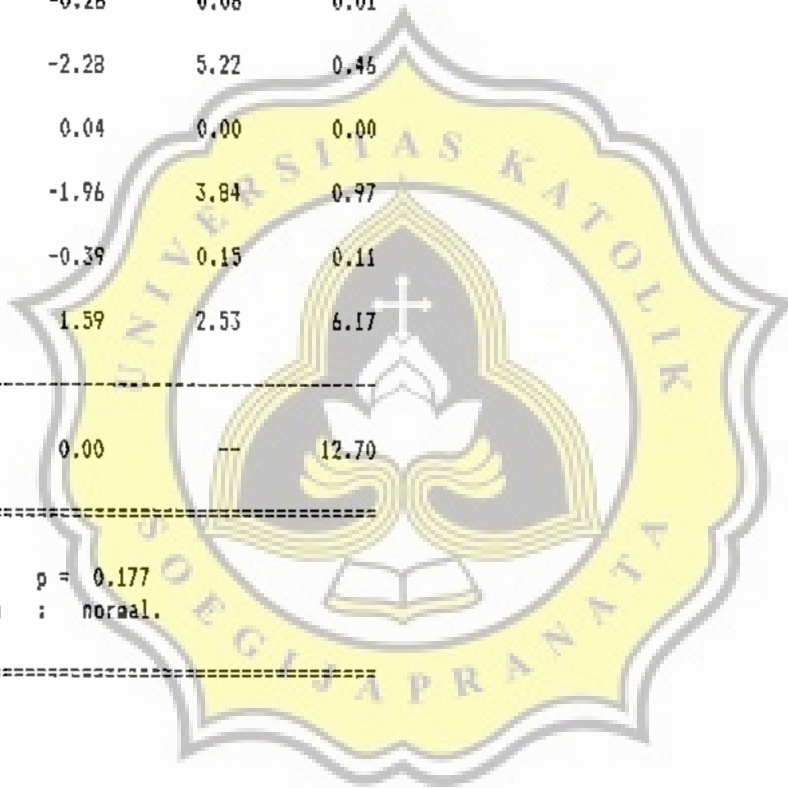 -0.28 0.08 0.01
-2.28 5.22 0.46
0.04 0.00 0.00
-1.96 3.84 0.97
-0.39 0.15 0.11
1.59 2.53 6.17
0.00 -- 12.70
p = 0.177
: normal.
UNIVERSITAS KATOLIK
SOEGIJAPRANATA